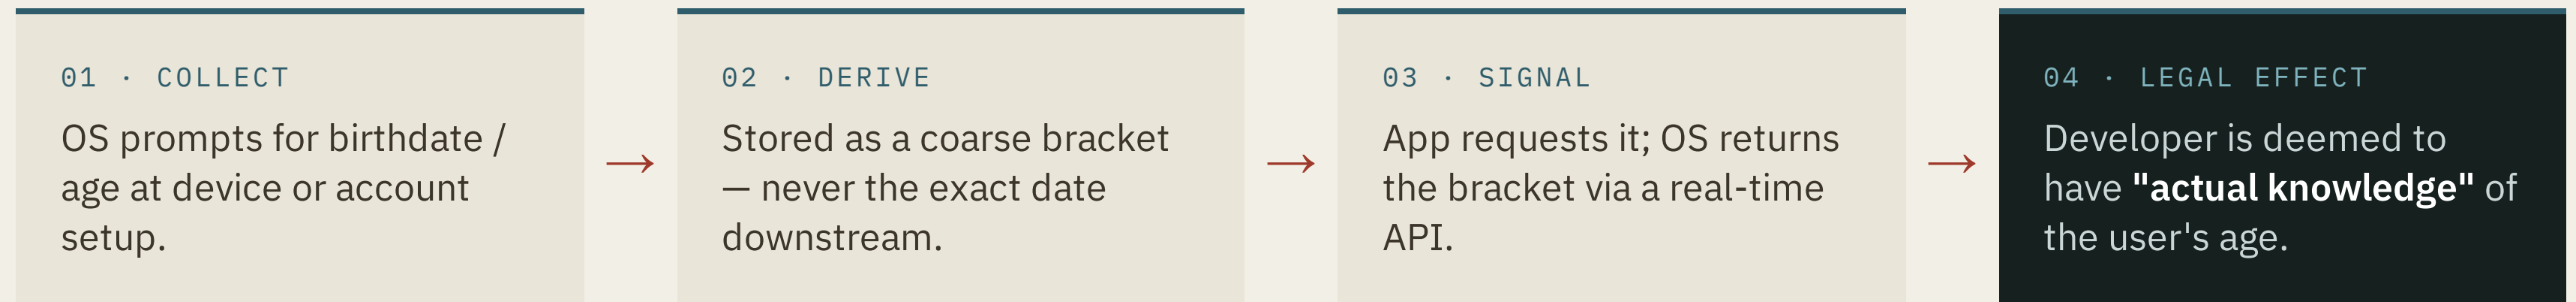 01 · COLLECT
OS prompts for birthdate /
age at device or account
setup.
→
02 · DERIVE
Stored as a coarse bracket
— never the exact date
downstream.
→
03 · SIGNAL
App requests it; OS returns
the bracket via a real-time
API.
→
04 · LEGAL EFFECT
Developer is deemed to
have "actual knowledge" of
the user's age.